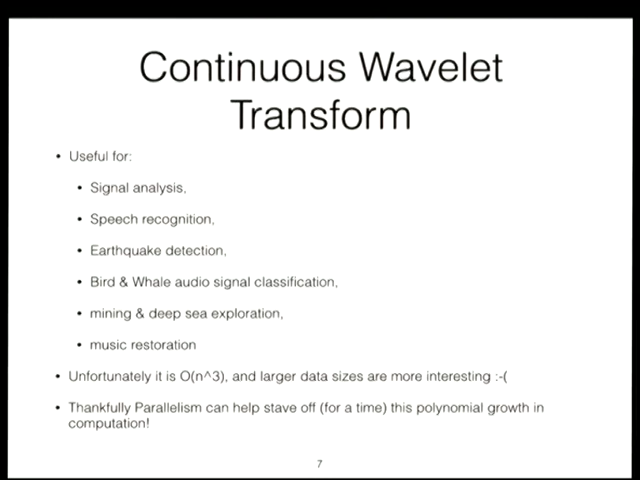 Continuous Wavelet
Transform
• Useful for:
• Signal analysis,
• Speech recognition,
• Earthquake detection,
• Bird & Whale audio signal classification,
• mining & deep sea exploration,
• music restoration
• Unfortunately it is O(n^3), and larger data sizes are more interesting :-(
• Thankfully Parallelism can help stave off (for a time) this polynomial growth in
computation!
7